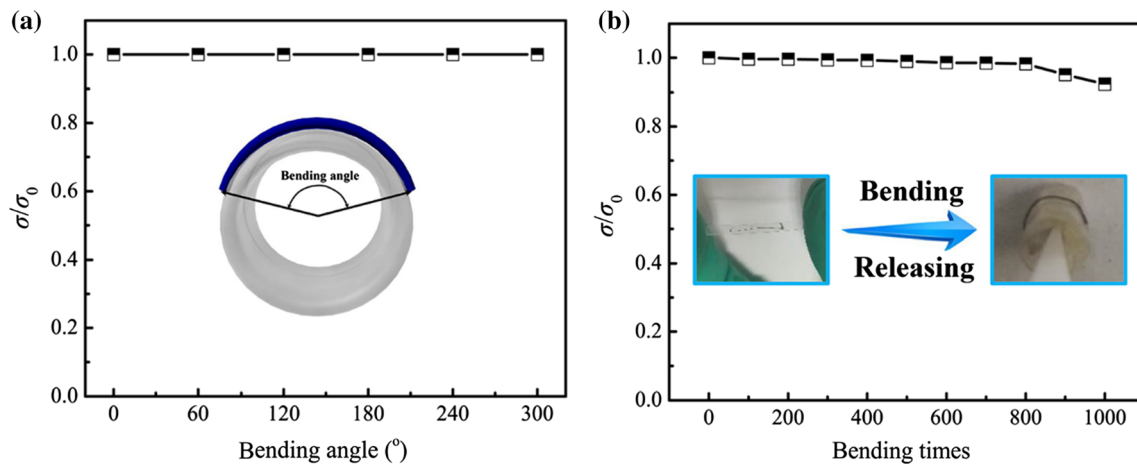 (a)
1.0
0.8
0.6
0.4
0.2
0.0
σ/σ0
Bending angle
0 60 120 180 240 300
Bending angle (o)
(b)
1.0
0.8
0.6
0.4
0.2
0.0
σ/σ0
Bending
Releasing
0 200 400 600 800 1000
Bending times